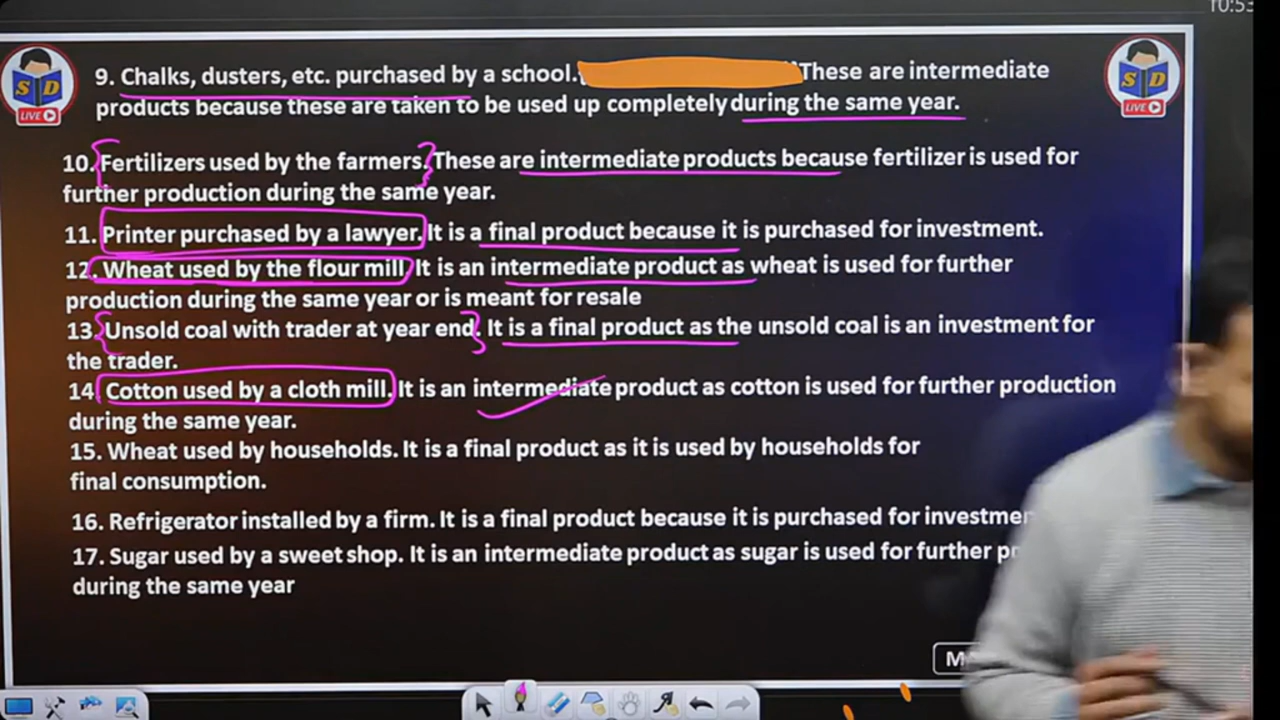 10:53
S D
LIVE
S D
LIVE
9. Chalks, dusters, etc. purchased by a school. These are intermediate
products because these are taken to be used up completely during the same year.
10. Fertilizers used by the farmers. These are intermediate products because fertilizer is used for
further production during the same year.
11. Printer purchased by a lawyer. It is a final product because it is purchased for investment.
12. Wheat used by the flour mill It is an intermediate product as wheat is used for further
production during the same year or is meant for resale
13. Unsold coal with trader at year end. It is a final product as the unsold coal is an investment for
the trader.
14 Cotton used by a cloth mill. It is an intermediate product as cotton is used for further production
during the same year.
15. Wheat used by households. It is a final product as it is used by households for
final consumption.
16. Refrigerator installed by a firm. It is a final product because it is purchased for investmen
17. Sugar used by a sweet shop. It is an intermediate product as sugar is used for further
during the same year